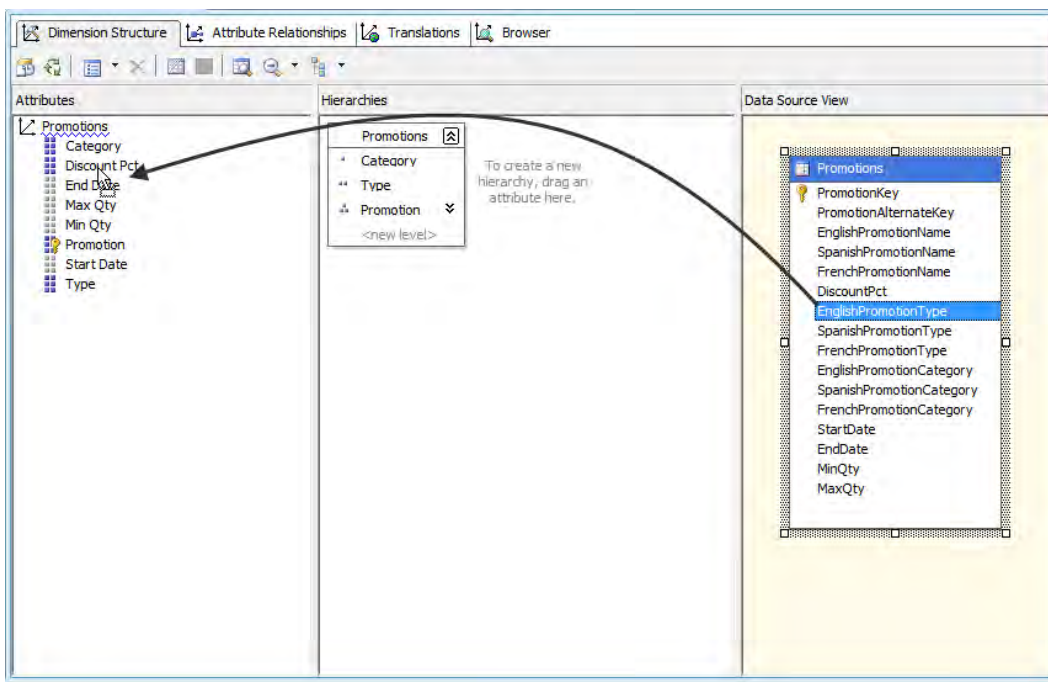 Dimension Structure Attribute Relationships Translations Browser
Attributes
Promotions
Category
Discount Pct
End Date
Max Qty
Min Qty
Promotion
Start Date
Type
Hierarchies
Promotions
Category
Type
Promotion
<new level>
To create a new
hierarchy, drag an
attribute here.
Data Source View
Promotions
PromotionKey
PromotionAlternateKey
EnglishPromotionName
SpanishPromotionName
FrenchPromotionName
DiscountPct
EnglishPromotionType
SpanishPromotionType
FrenchPromotionType
EnglishPromotionCategory
SpanishPromotionCategory
FrenchPromotionCategory
StartDate
EndDate
MinQty
MaxQty